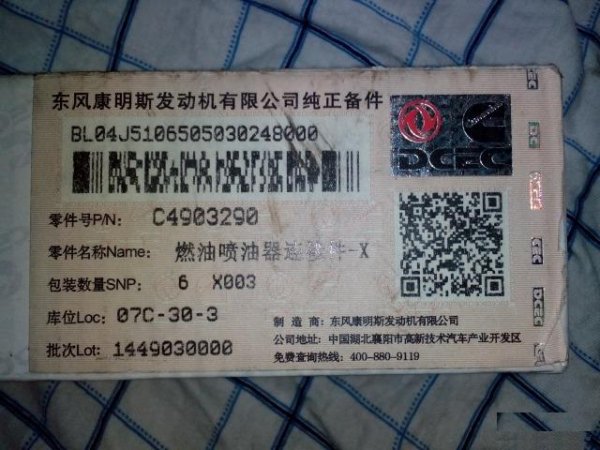 东风康明斯发动机有限公司纯正备件
BL04J5106505030248000
DCEC
零件号P/N: C4903290
零件名称Name: 燃油喷油器连接件-X
包装数量SNP: 6 X003
库位Loc: 07C-30-3
批次Lot: 1449030000
制 造 商: 东风康明斯发动机有限公司
公司地址: 中国湖北襄阳市高新技术汽车产业开发区
免费查询热线: 400-880-9119